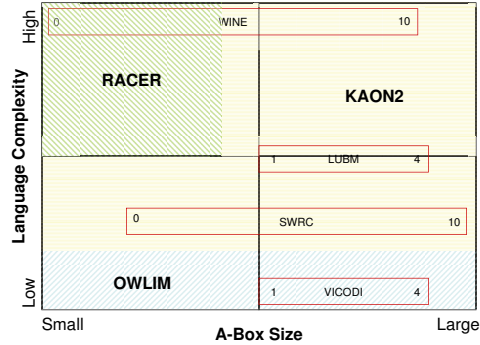 High
0 WINE 10
RACER
KAON2
Language Complexity
1 LUBM 4
0 SWRC 10
OWLIM
1 VICODI 4
Low
Small Large
A-Box Size